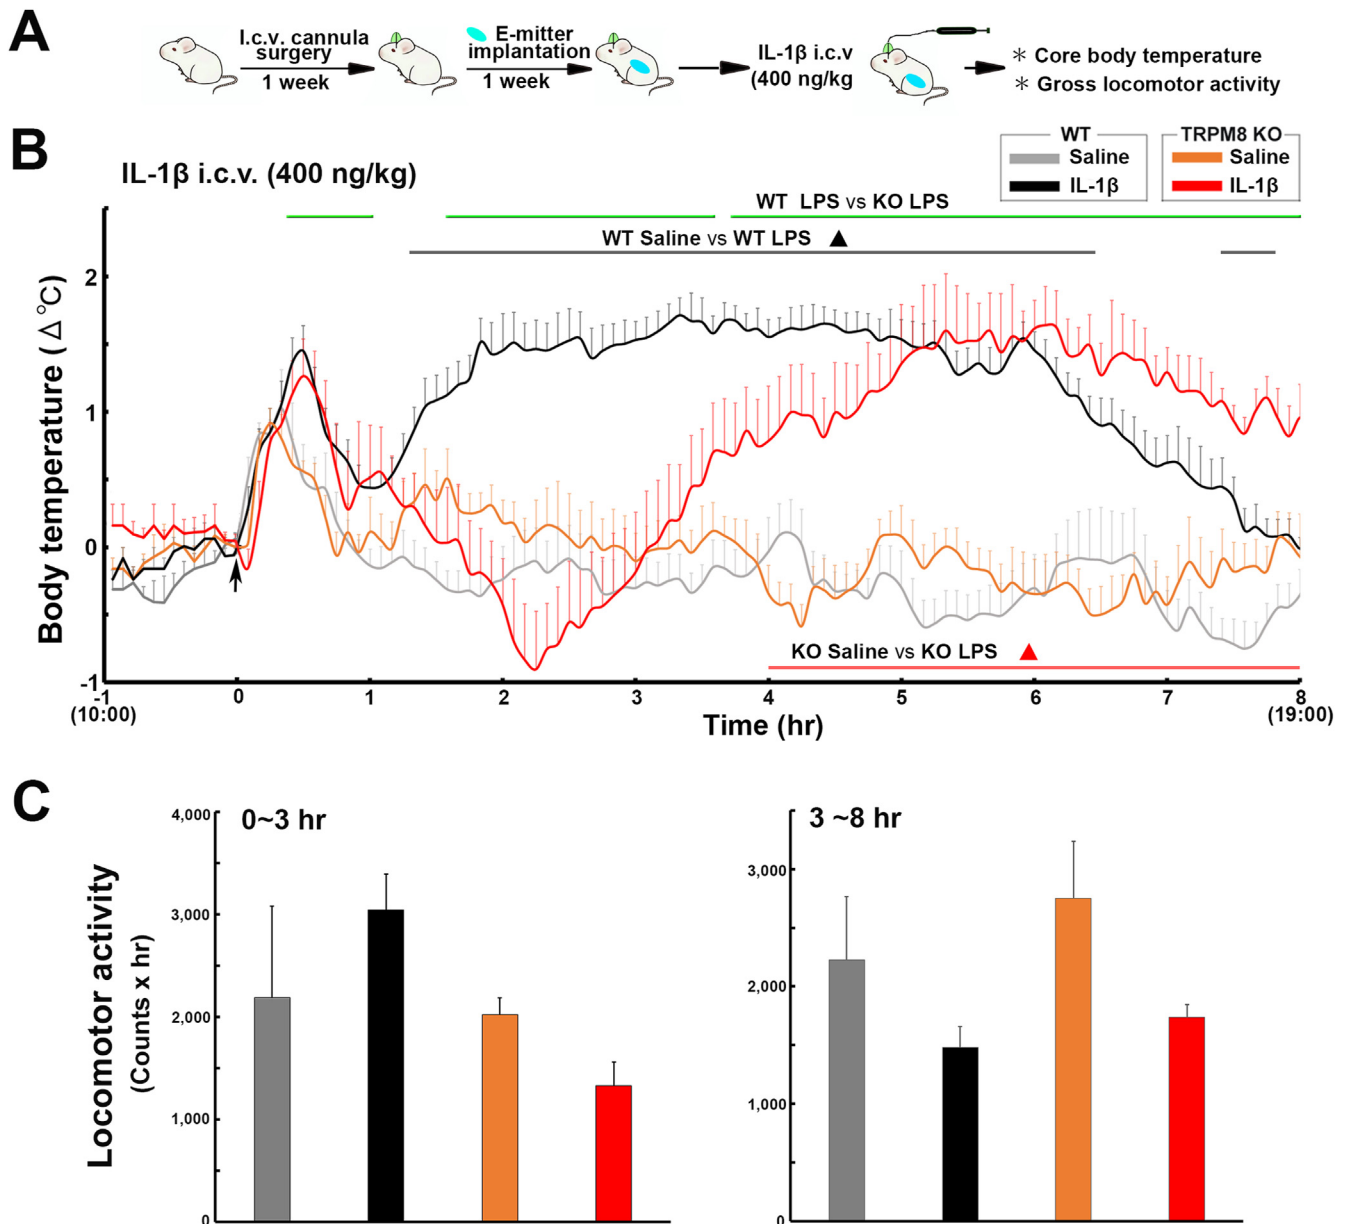 A
I.c.v. cannula
surgery
1 week
E-mitter
implantation
1 week
IL-1β i.c.v
(400 ng/kg
* Core body temperature
* Gross locomotor activity
B
IL-1β i.c.v. (400 ng/kg)
WT
Saline
IL-1β
TRPM8 KO
Saline
IL-1β
WT LPS vs KO LPS
WT Saline vs WT LPS ▲
Body temperature (Δ°C)
2
1
0
-1
KO Saline vs KO LPS ▲
-1 0 1 2 3 4 5 6 7 8
(10:00) (19:00)
Time (hr)
C
Locomotor activity
(Counts x hr)
0~3 hr
4,000
3,000
2,000
1,000
0
3 ~8 hr
3,000
2,000
1,000
0